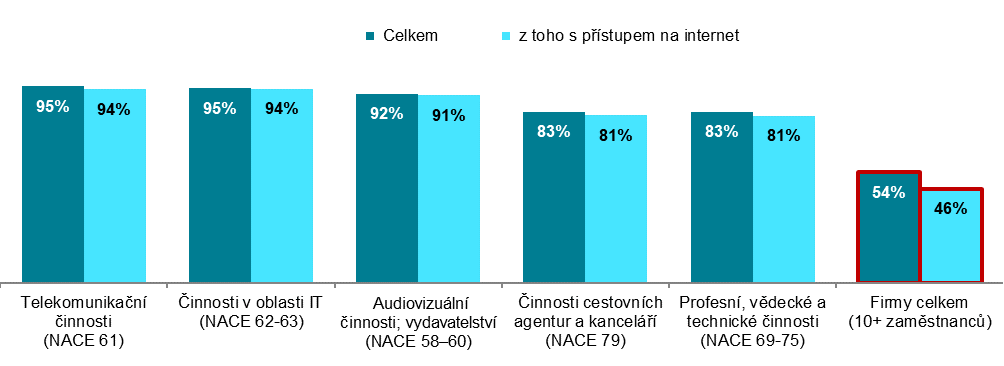 Celkem z toho s přístupem na internet
95% 94% 95% 94% 92% 91% 83% 81% 83% 81% 54% 46%
Telekomunikační
činnosti
(NACE 61)
Činnosti v oblasti IT
(NACE 62-63)
Audiovizuální
činnosti; vydavatelství
(NACE 58–60)
Činnosti cestovních
agentur a kanceláří
(NACE 79)
Profesní, vědecké a
technické činnosti
(NACE 69-75)
Firmy celkem
(10+ zaměstnanců)